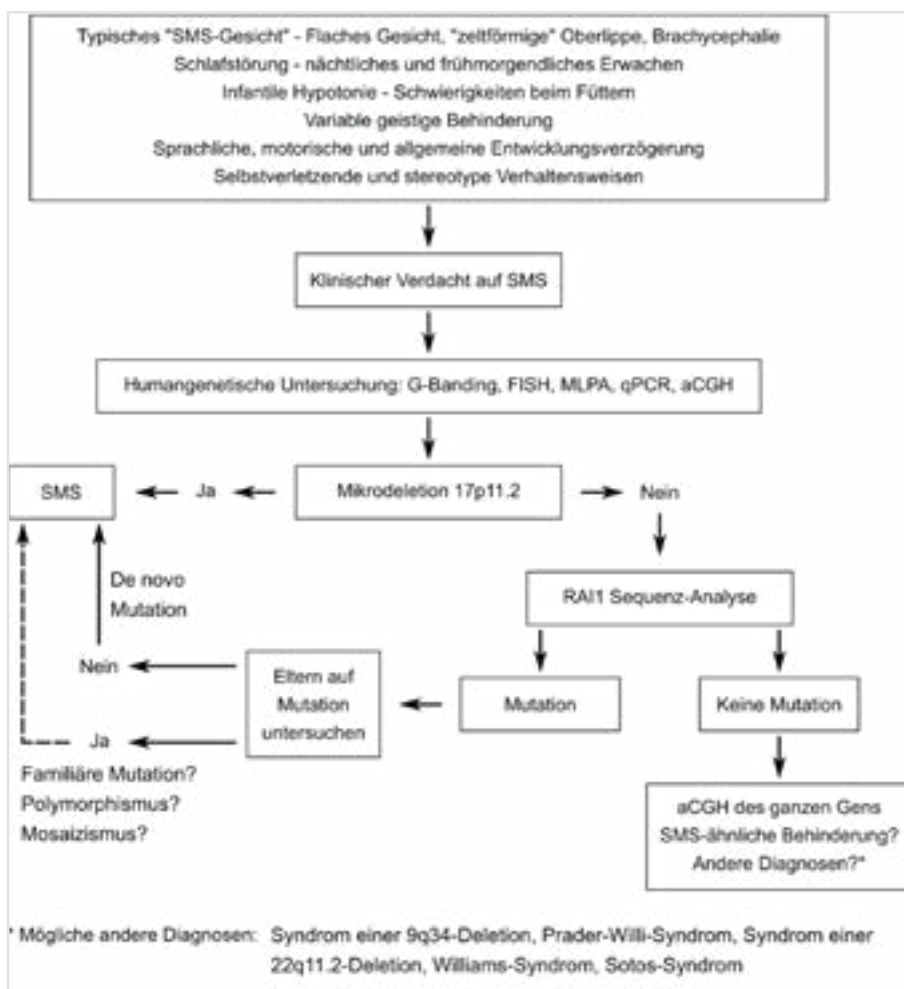 Typisches "SMS-Gesicht" - Flaches Gesicht, "zeltförmige" Oberlippe, Brachycephalie
Schlafstörung - nächtliches und frühmorgendliches Erwachen
Infantile Hypotonie - Schwierigkeiten beim Füttern
Variable geistige Behinderung
Sprachliche, motorische und allgemeine Entwicklungsverzögerung
Selbstverletzende und stereotype Verhaltensweisen
Klinischer Verdacht auf SMS
Humangenetische Untersuchung: G-Banding, FISH, MLPA, qPCR, aCGH
SMS
Ja
Mikrodeletion 17p11.2
Nein
De novo
Mutation
RAI1 Sequenz-Analyse
Nein
Eltern auf
Mutation
untersuchen
Mutation
Keine Mutation
Ja
Familiäre Mutation?
Polymorphismus?
Mosaizismus?
aCGH des ganzen Gens
SMS-ähnliche Behinderung?
Andere Diagnosen?*
* Mögliche andere Diagnosen: Syndrom einer 9q34-Deletion, Prader-Willi-Syndrom, Syndrom einer
22q11.2-Deletion, Williams-Syndrom, Sotos-Syndrom